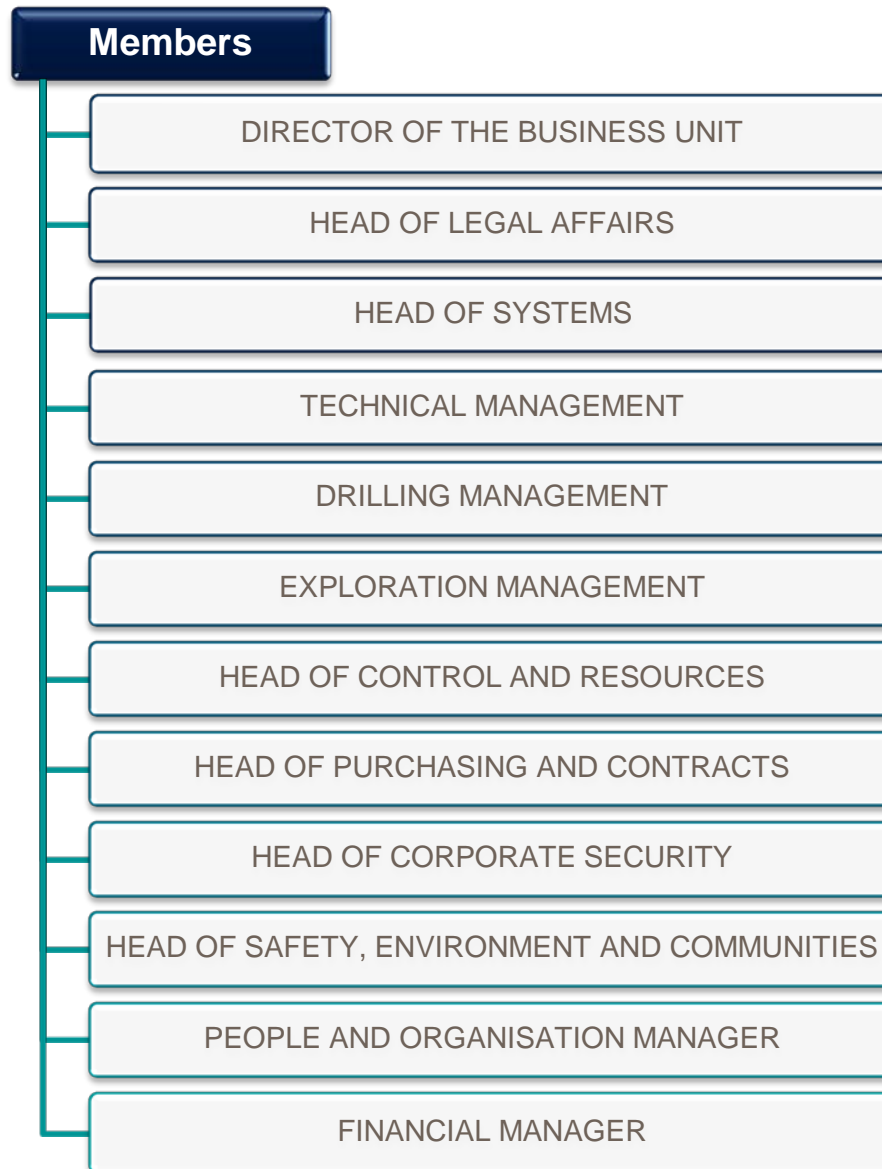 Members
DIRECTOR OF THE BUSINESS UNIT
HEAD OF LEGAL AFFAIRS
HEAD OF SYSTEMS
TECHNICAL MANAGEMENT
DRILLING MANAGEMENT
EXPLORATION MANAGEMENT
HEAD OF CONTROL AND RESOURCES
HEAD OF PURCHASING AND CONTRACTS
HEAD OF CORPORATE SECURITY
HEAD OF SAFETY, ENVIRONMENT AND COMMUNITIES
PEOPLE AND ORGANISATION MANAGER
FINANCIAL MANAGER